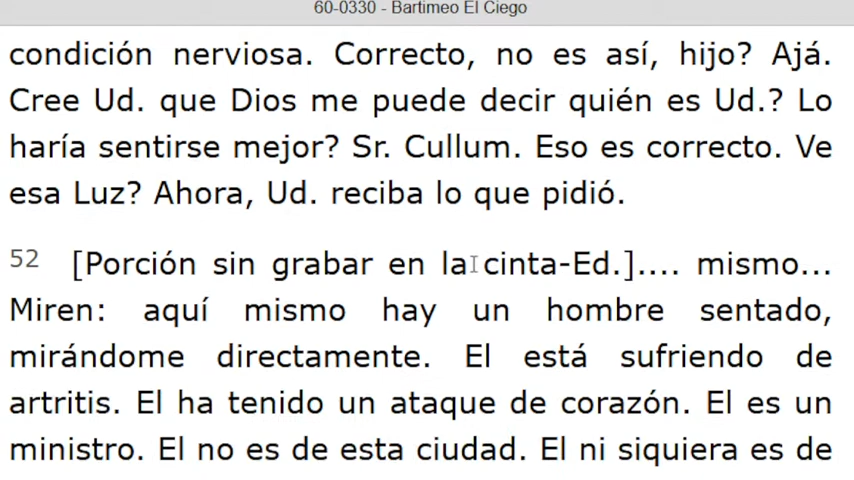 60-0330 - Bartimeo El Ciego
condición nerviosa. Correcto, no es así, hijo? Ajá.
Cree Ud. que Dios me puede decir quién es Ud.? Lo
haría sentirse mejor? Sr. Cullum. Eso es correcto. Ve
esa Luz? Ahora, Ud. reciba lo que pidió.
52 [Porción sin grabar en la cinta-Ed.].... mismo...
Miren: aquí mismo hay un hombre sentado,
mirándome directamente. El está sufriendo de
artritis. El ha tenido un ataque de corazón. El es un
ministro. El no es de esta ciudad. El ni siquiera es de